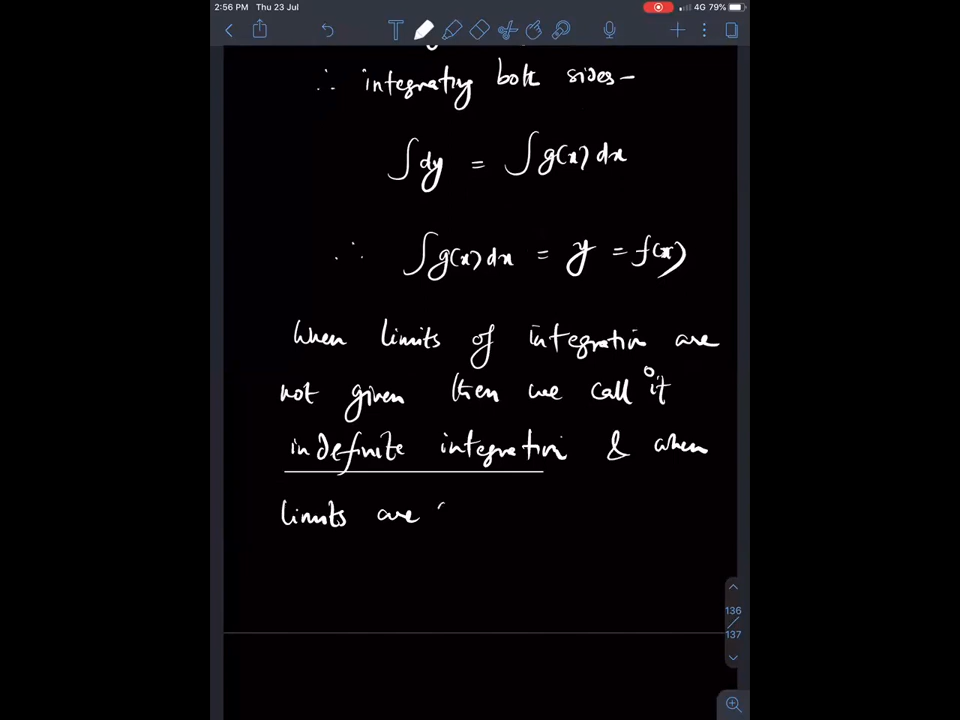 2:56 PM Thu 23 Jul
4G 79%
∴ integrating both sides–
∫dy = ∫g(x) dx
∴ ∫g(x) dx = y = f(x)
When limits of integration are
not given then we call it
indefinite integration & when
limits are
136
/
137